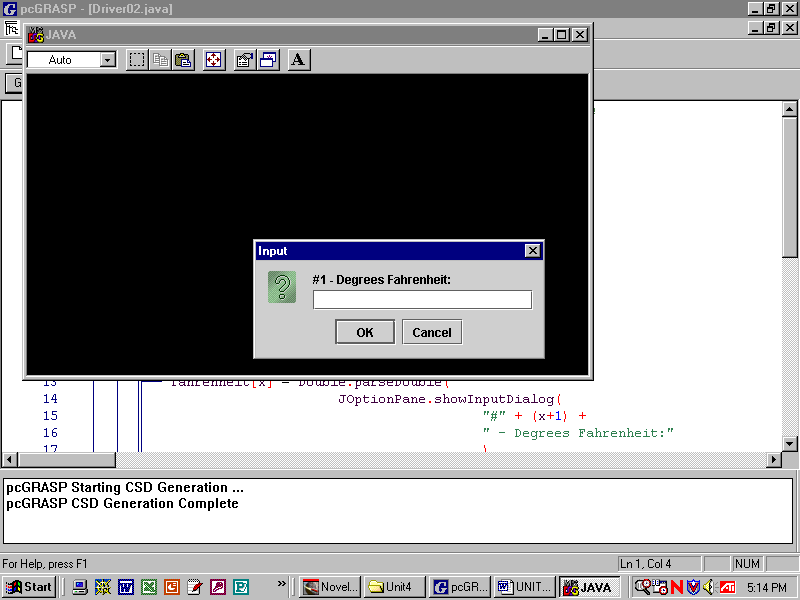 pcGRASP - [Driver02.java]
JAVA
Auto
A
G
Input
#1 - Degrees Fahrenheit:
OK Cancel
13 fahrenheit[x] = Double.parseDouble(
14 JOptionPane.showInputDialog(
15 "#" + (x+1) +
16 " - Degrees Fahrenheit:"
17 )
pcGRASP Starting CSD Generation ...
pcGRASP CSD Generation Complete
For Help, press F1 Ln 1, Col 4 NUM
Start Novel... Unit4 pcGR... UNIT... JAVA 5:14 PM